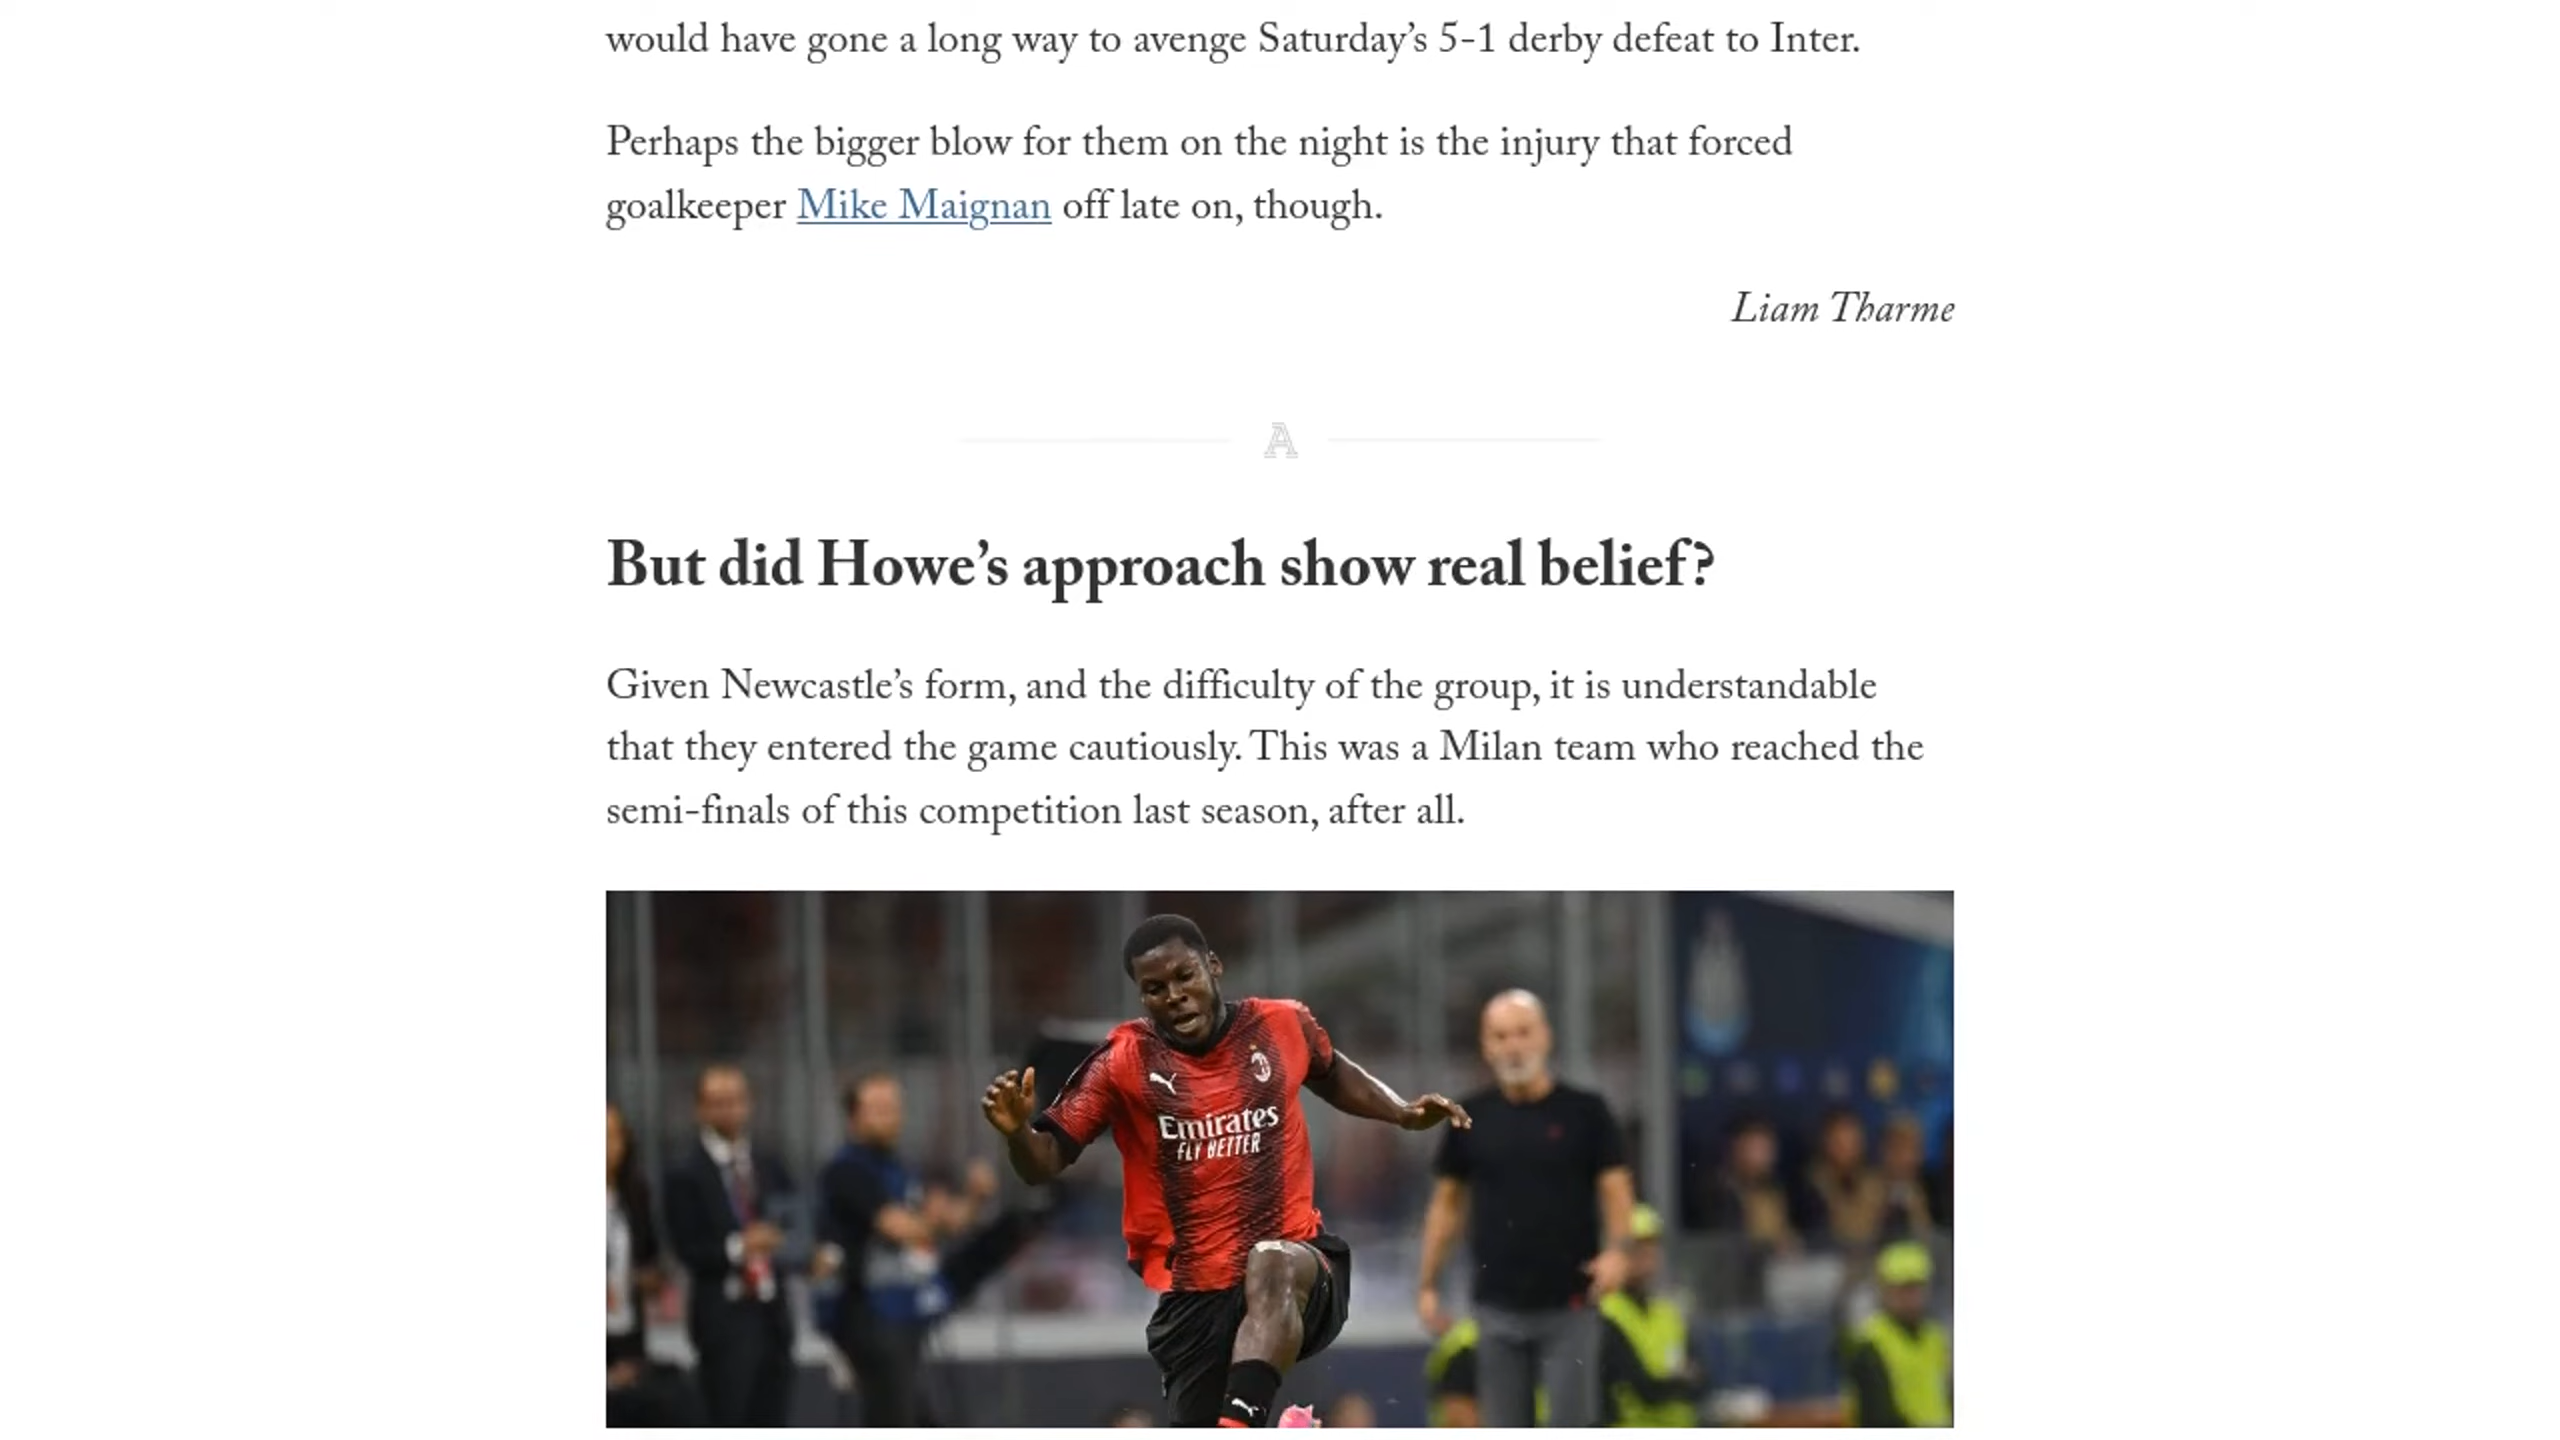 would have gone a long way to avenge Saturday’s 5-1 derby defeat to Inter.
Perhaps the bigger blow for them on the night is the injury that forced
goalkeeper Mike Maignan off late on, though.
Liam Tharme
A
But did Howe’s approach show real belief?
Given Newcastle’s form, and the difficulty of the group, it is understandable
that they entered the game cautiously. This was a Milan team who reached the
semi-finals of this competition last season, after all.
Emirates
FLY BETTER